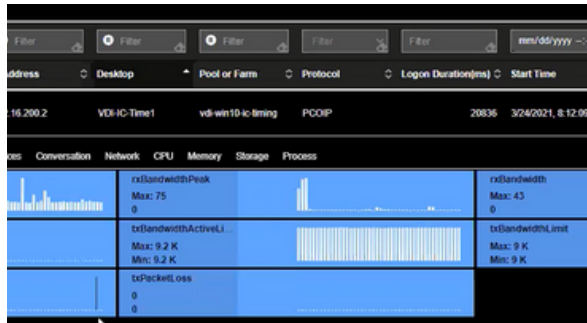 Filter Filter Filter Filter Filter mm/dd/yyyy --:
ddress Desktop Pool or Farm Protocol Logon Duration(ms) Start Time
.16.200.2 VDI-IC-Time1 vdi-win10-ic-timing PCOIP 20836 3/24/2021, 8:12:09
ces Conversation Network CPU Memory Storage Process
rxBandwidthPeak rxBandwidth
Max: 75 Max: 43
0 0
txBandwidthActiveLi... txBandwidthLimit
Max: 9.2 K Max: 9 K
Min: 9.2 K Min: 9 K
txPacketLoss
0
0